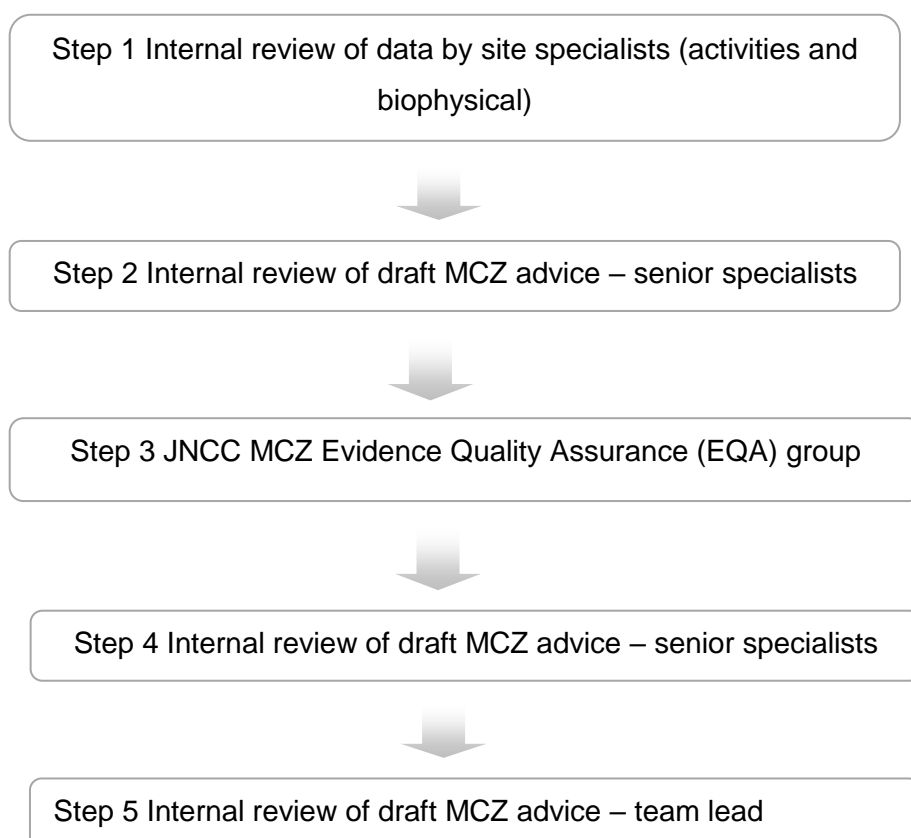 Step 1 Internal review of data by site specialists (activities and
biophysical)
Step 2 Internal review of draft MCZ advice – senior specialists
Step 3 JNCC MCZ Evidence Quality Assurance (EQA) group
Step 4 Internal review of draft MCZ advice – senior specialists
Step 5 Internal review of draft MCZ advice – team lead